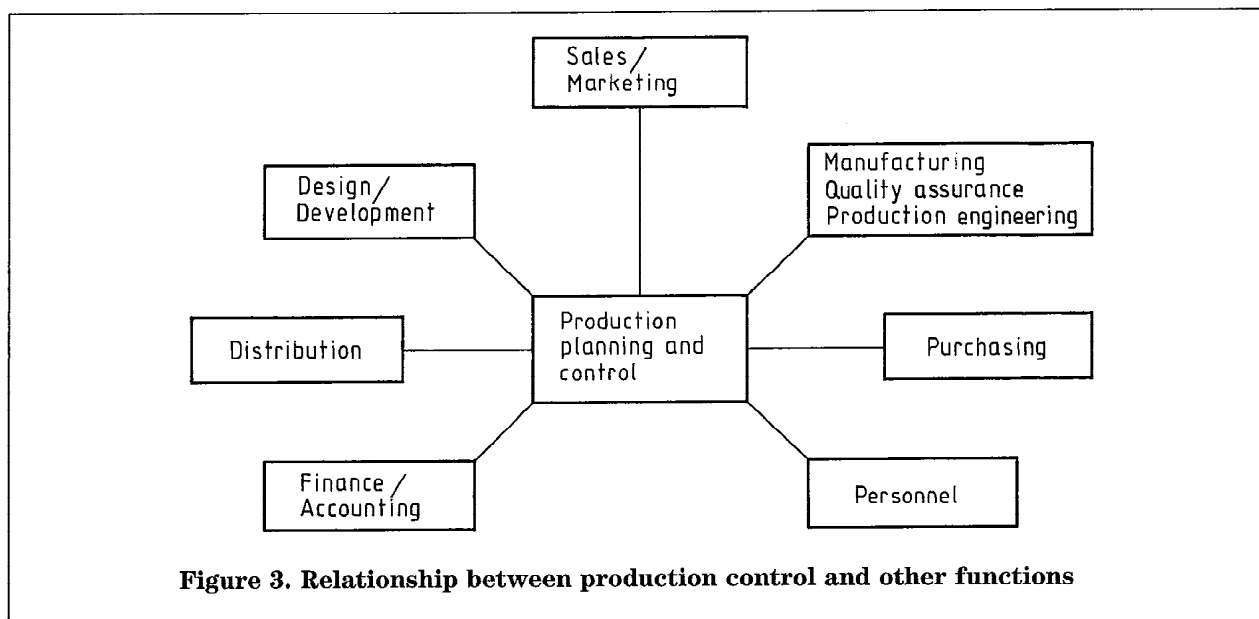 Sales/
Marketing
Design/
Development
Manufacturing
Quality assurance
Production engineering
Distribution
Production
planning and
control
Purchasing
Finance/
Accounting
Personnel
Figure 3. Relationship between production control and other functions